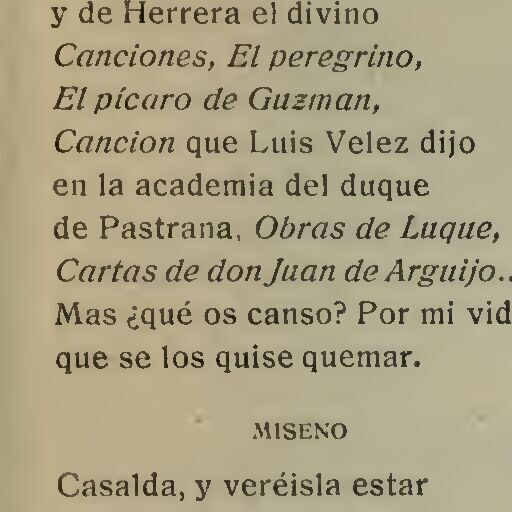 y de Herrera el divino
Canciones, El peregrino,
El pícaro de Guzman,
Cancion que Luis Velez dijo
en la academia del duque
de Pastrana, Obras de Luque,
Cartas de don Juan de Arguijo..
Mas ¿qué os canso? Por mi vid
que se los quise quemar.
MISENO
Casalda, y veréisla estar